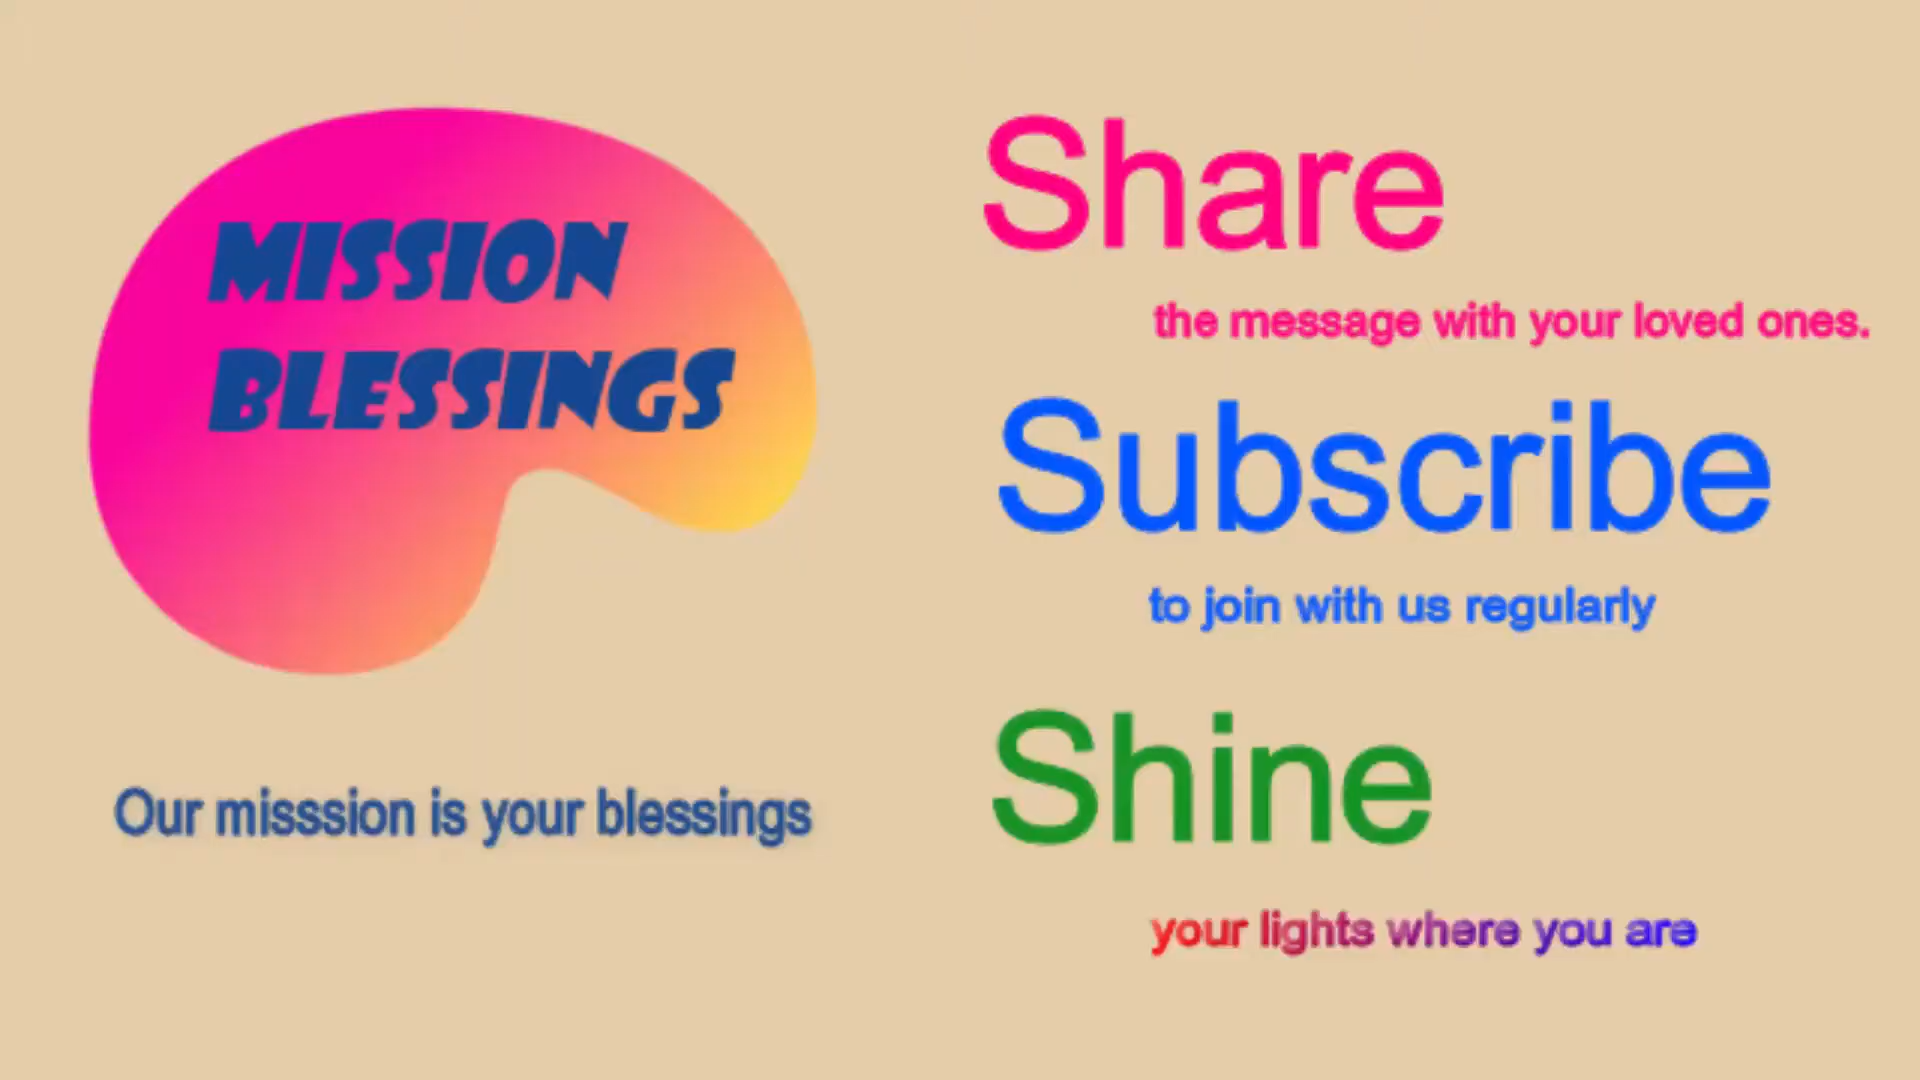 MISSION
BLESSINGS
Our misssion is your blessings
Share
the message with your loved ones.
Subscribe
to join with us regularly
Shine
your lights where you are